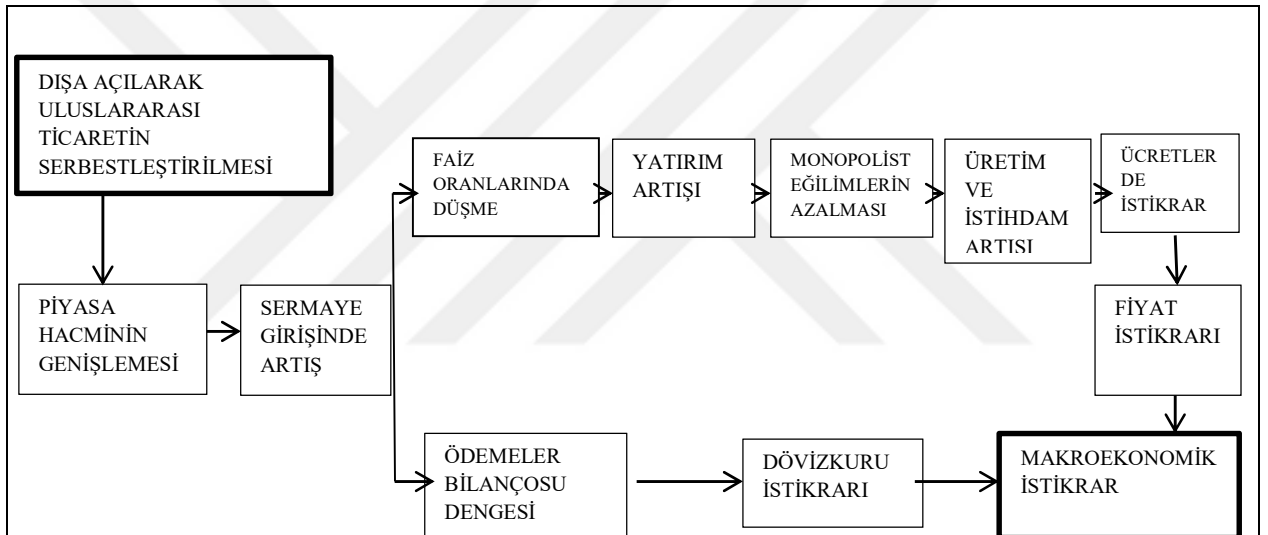 DIŞA AÇILARAK
ULUSLARARASI
TİCARETİN
SERBESTLEŞTİRİLMESİ
FAİZ
ORANLARINDA
DÜŞME
YATIRIM
ARTIŞI
MONOPOLİST
EĞİLİMLERİN
AZALMASI
ÜRETİM
VE
İSTİHDAM
ARTISI
ÜCRETLER
DE
İSTİKRAR
PİYASA
HACMİNİN
GENİŞLEMESİ
SERMAYE
GİRİŞİNDE
ARTIŞ
FİYAT
İSTİKRARI
ÖDEMELER
BİLANÇOSU
DENGESİ
DÖVİZKURU
İSTİKRARI
MAKROEKONOMİK
İSTİKRAR